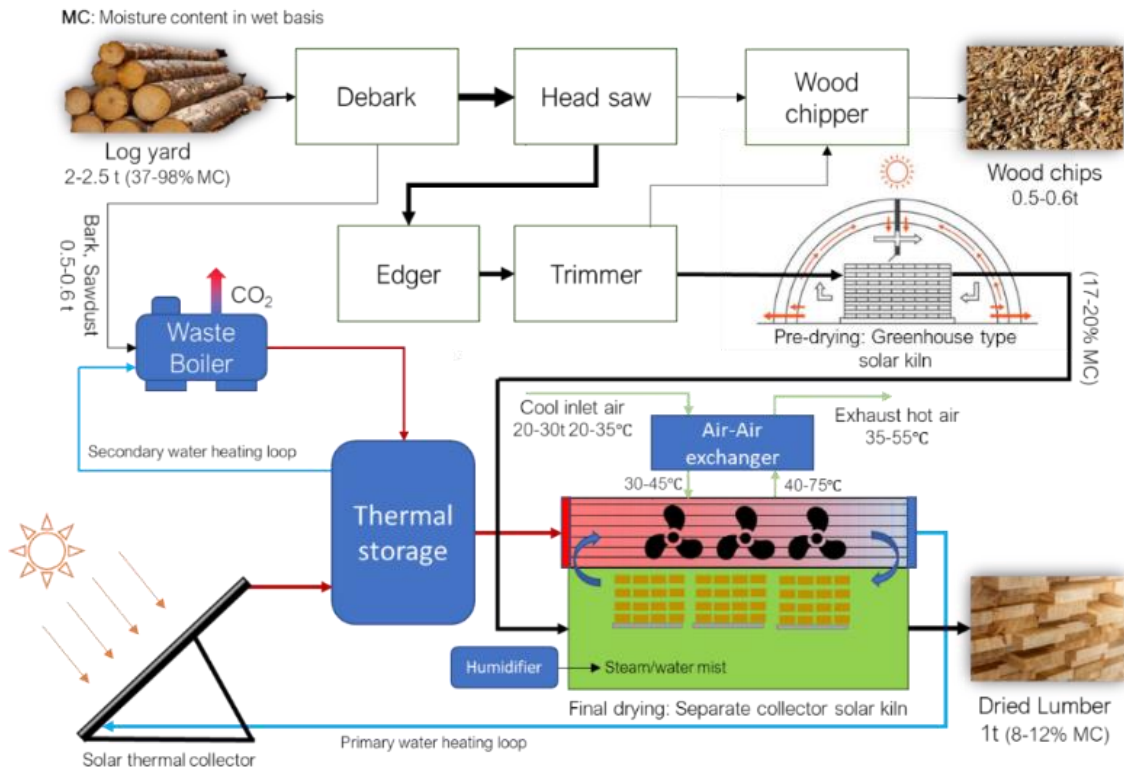 MC: Moisture content in wet basis
Debark
Head saw
Wood
chipper
Log yard
2-2.5 t (37-98% MC)
Wood chips
0.5-0.6t
Bark, Sawdust
0.5-0.6 t
Edger
Trimmer
CO₂
Waste
Boiler
Pre-drying: Greenhouse type
solar kiln
(17-20% MC)
Cool inlet air
20-30t 20-35℃
Air-Air
exchanger
Exhaust hot air
35-55℃
Secondary water heating loop
30-45℃
40-75℃
Thermal
storage
Humidifier
Steam/water mist
Final drying: Separate collector solar kiln
Dried Lumber
1t (8-12% MC)
Primary water heating loop
Solar thermal collector